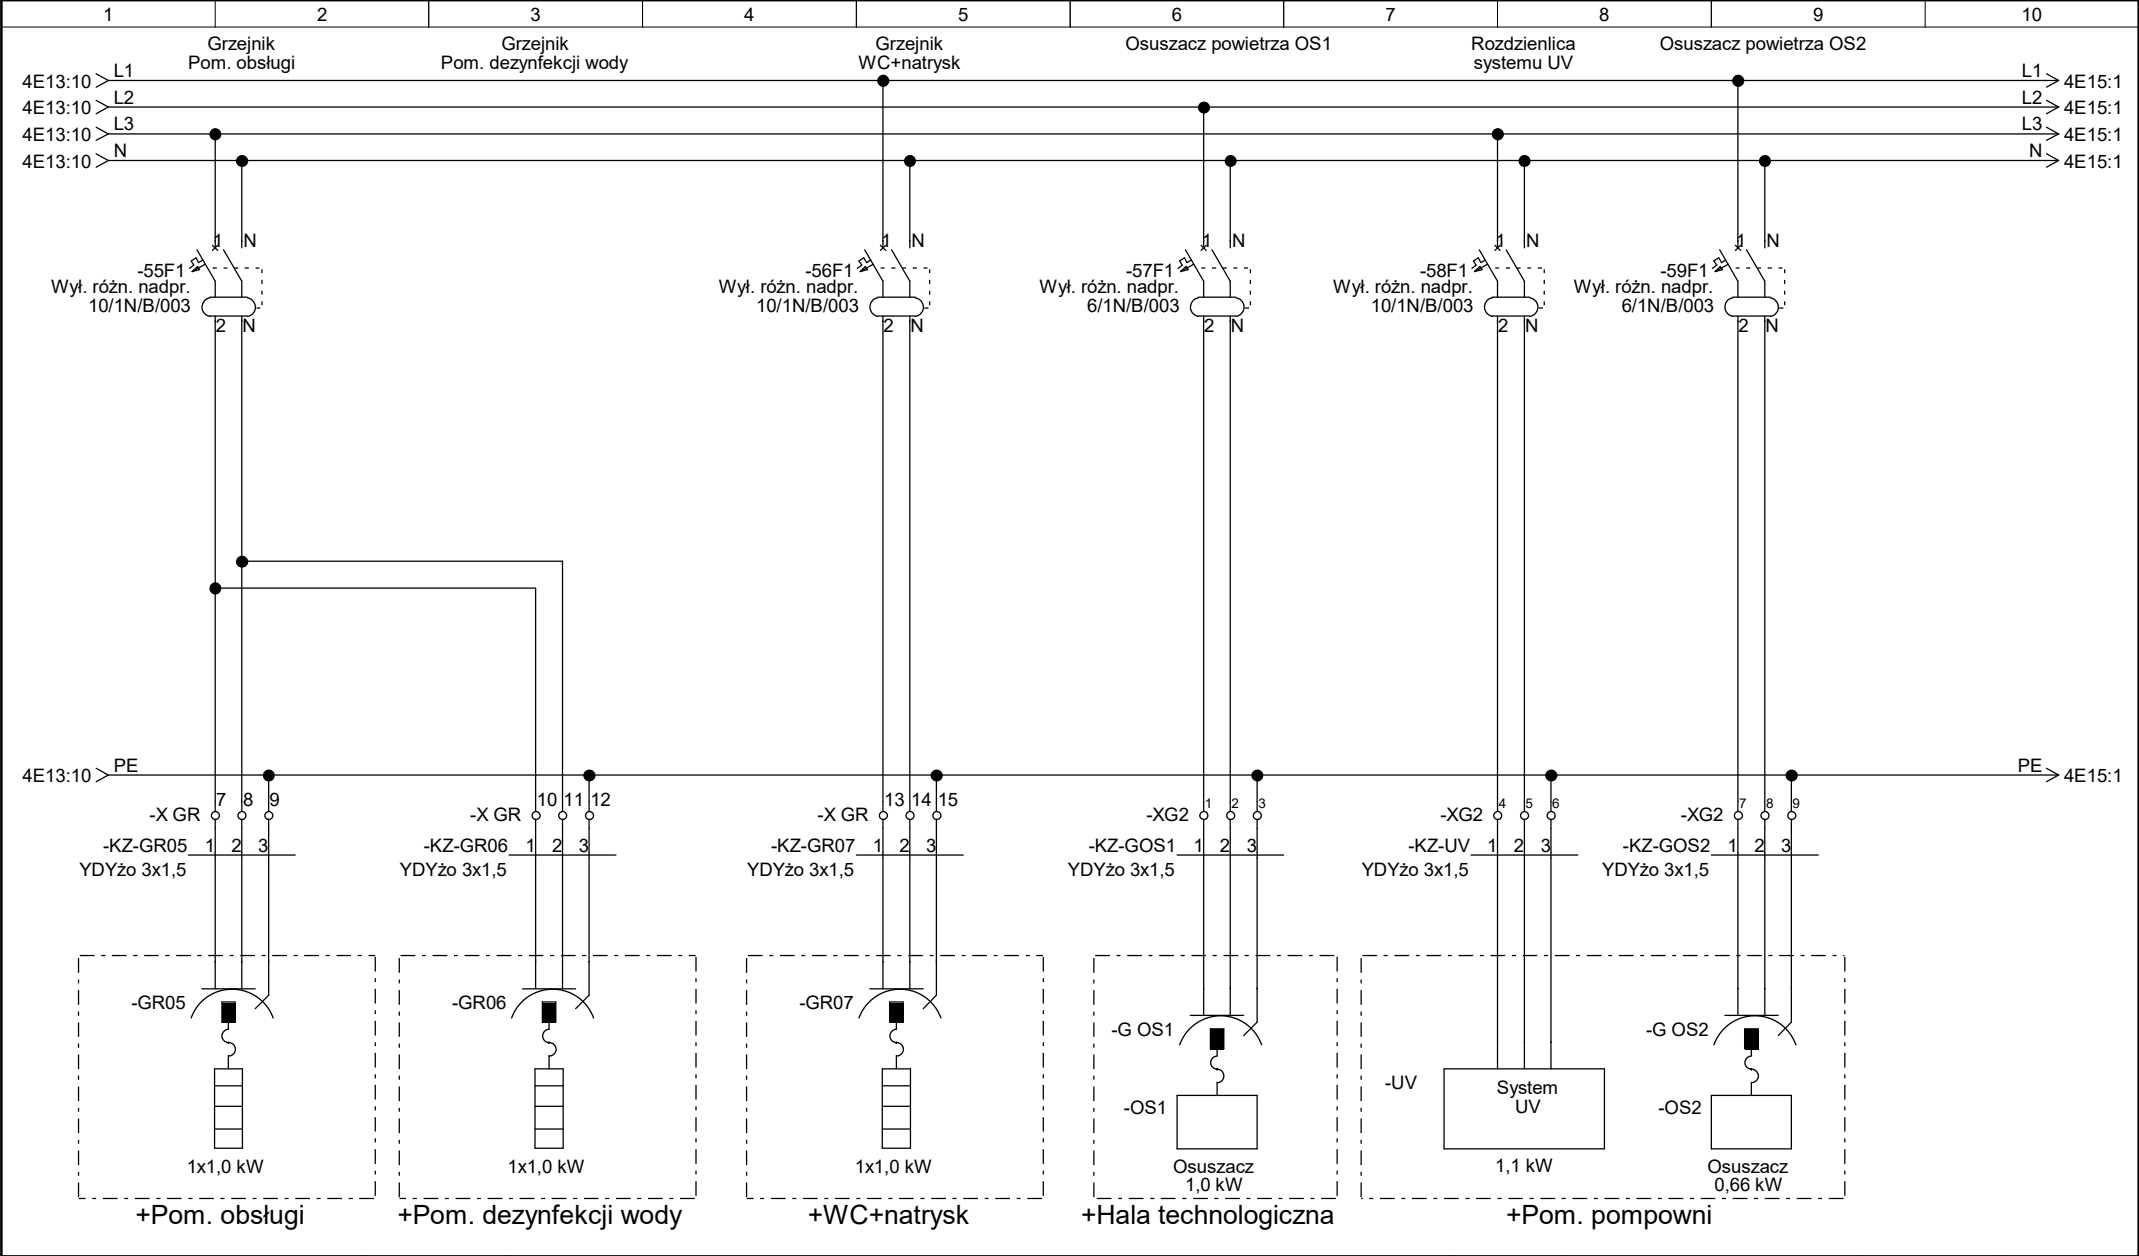 1 2 3 4 5 6 7 8 9 10
Grzejnik
Pom. obsługi
Grzejnik
Pom. dezynfekcji wody
Grzejnik
WC+natrysk
Osuszacz powietrza OS1
Rozdzienlica
systemu UV
Osuszacz powietrza OS2
4E13:10 L1 L1 4E15:1
4E13:10 L2 L2 4E15:1
4E13:10 L3 L3 4E15:1
4E13:10 N N 4E15:1
1 N
-55F1
Wył. różn. nadpr.
10/1N/B/003
2 N
1 N
-56F1
Wył. różn. nadpr.
10/1N/B/003
2 N
1 N
-57F1
Wył. różn. nadpr.
6/1N/B/003
2 N
1 N
-58F1
Wył. różn. nadpr.
10/1N/B/003
2 N
1 N
-59F1
Wył. różn. nadpr.
6/1N/B/003
2 N
4E13:10 PE PE 4E15:1
7 8 9
-X GR
-KZ-GR05 1 2 3
YDYżo 3x1,5
10 11 12
-X GR
-KZ-GR06 1 2 3
YDYżo 3x1,5
13 14 15
-X GR
-KZ-GR07 1 2 3
YDYżo 3x1,5
1 2 3
-XG2
-KZ-GOS1 1 2 3
YDYżo 3x1,5
4 5 6
-XG2
-KZ-UV 1 2 3
YDYżo 3x1,5
7 8 9
-XG2
-KZ-GOS2 1 2 3
YDYżo 3x1,5
-GR05
1x1,0 kW
+Pom. obsługi
-GR06
1x1,0 kW
+Pom. dezynfekcji wody
-GR07
1x1,0 kW
+WC+natrysk
-G OS1
-OS1
Osuszacz
1,0 kW
+Hala technologiczna
-UV
System
UV
1,1 kW
-G OS2
-OS2
Osuszacz
0,66 kW
+Pom. pompowni